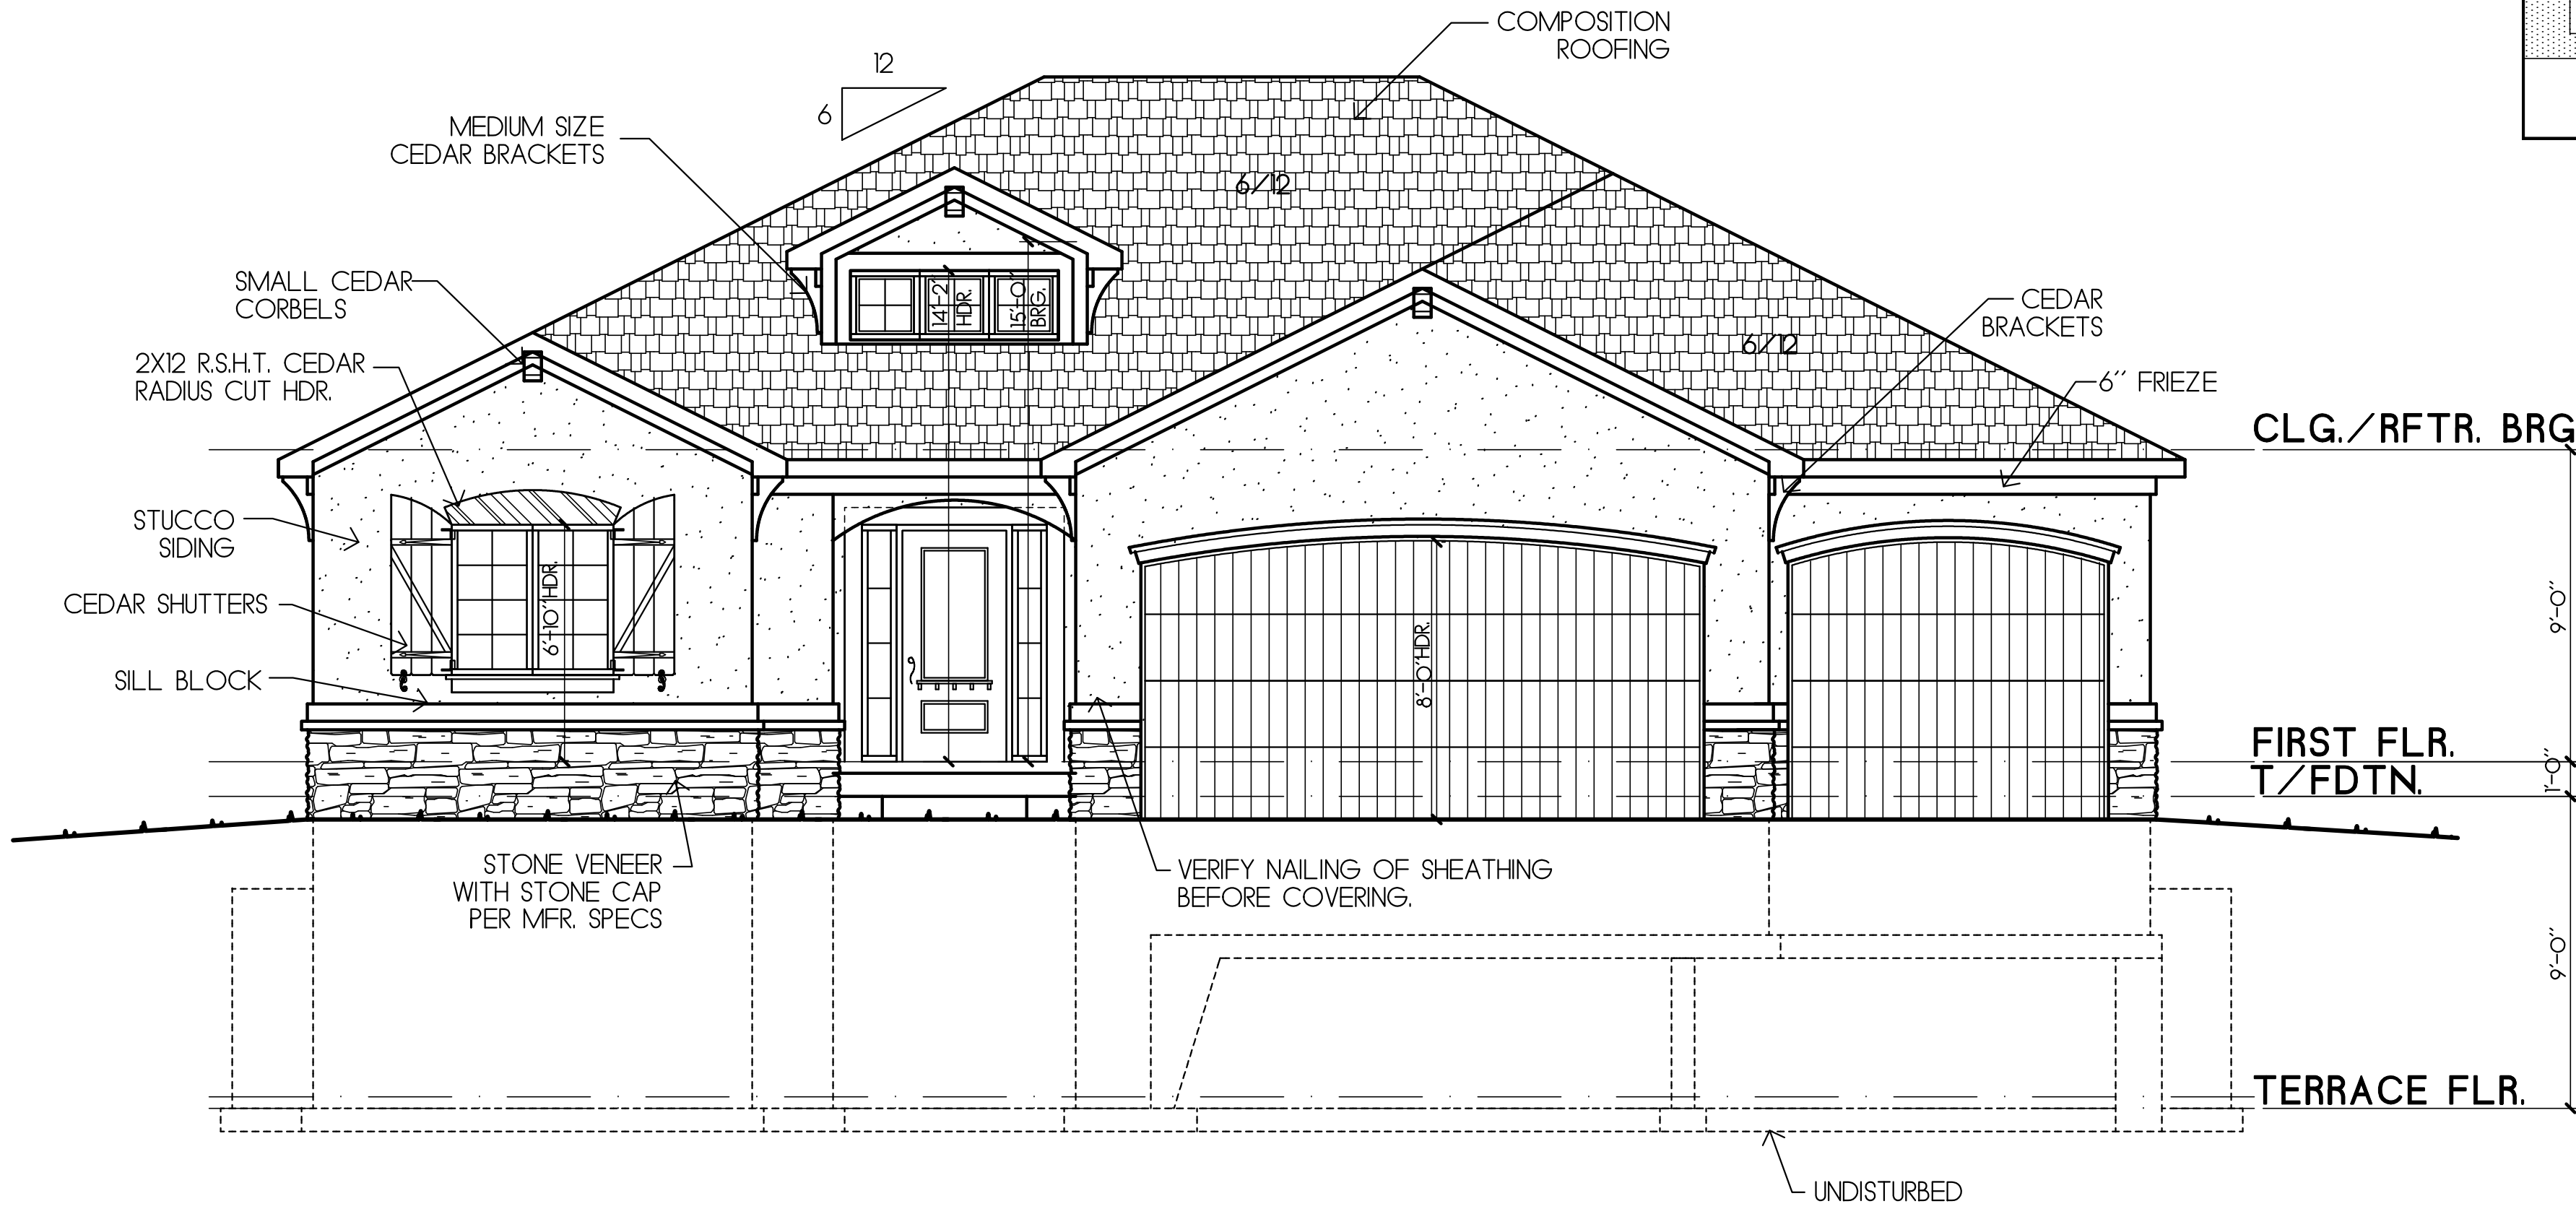 COMPOSITION
ROOFING
12
6
MEDIUM SIZE
CEDAR BRACKETS
6/12
SMALL CEDAR
CORBELS
14'-2"
HDR.
15'-0"
BRG.
CEDAR
BRACKETS
2X12 R.S.H.T. CEDAR
RADIUS CUT HDR.
6/12
6" FRIEZE
CLG./RFTR. BRG
STUCCO
SIDING
CEDAR SHUTTERS
6'-10"HDR.
9'-0"
SILL BLOCK
8'-0"HDR.
FIRST FLR.
T/FDTN.
1'-0"
STONE VENEER
WITH STONE CAP
PER MFR. SPECS
VERIFY NAILING OF SHEATHING
BEFORE COVERING.
9'-0"
TERRACE FLR.
UNDISTURBED